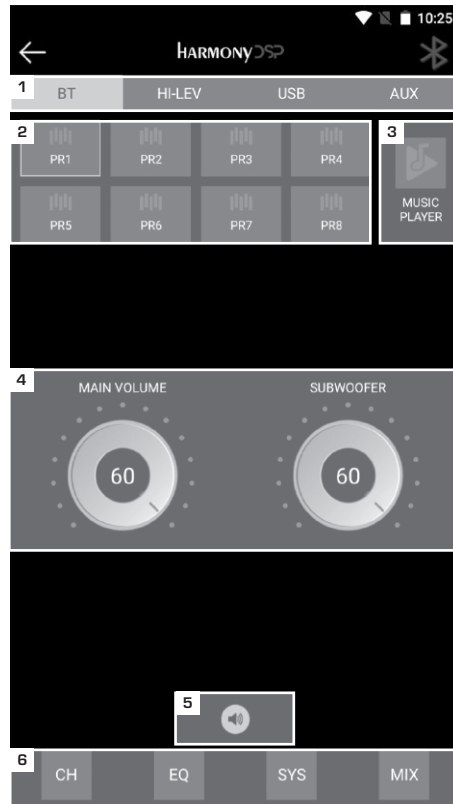 10:25
HARMONYDSP
1
BT HI-LEV USB AUX
2
PR1 PR2 PR3 PR4
PR5 PR6 PR7 PR8
3
MUSIC
PLAYER
4
MAIN VOLUME SUBWOOFER
60 60
5
6
CH EQ SYS MIX